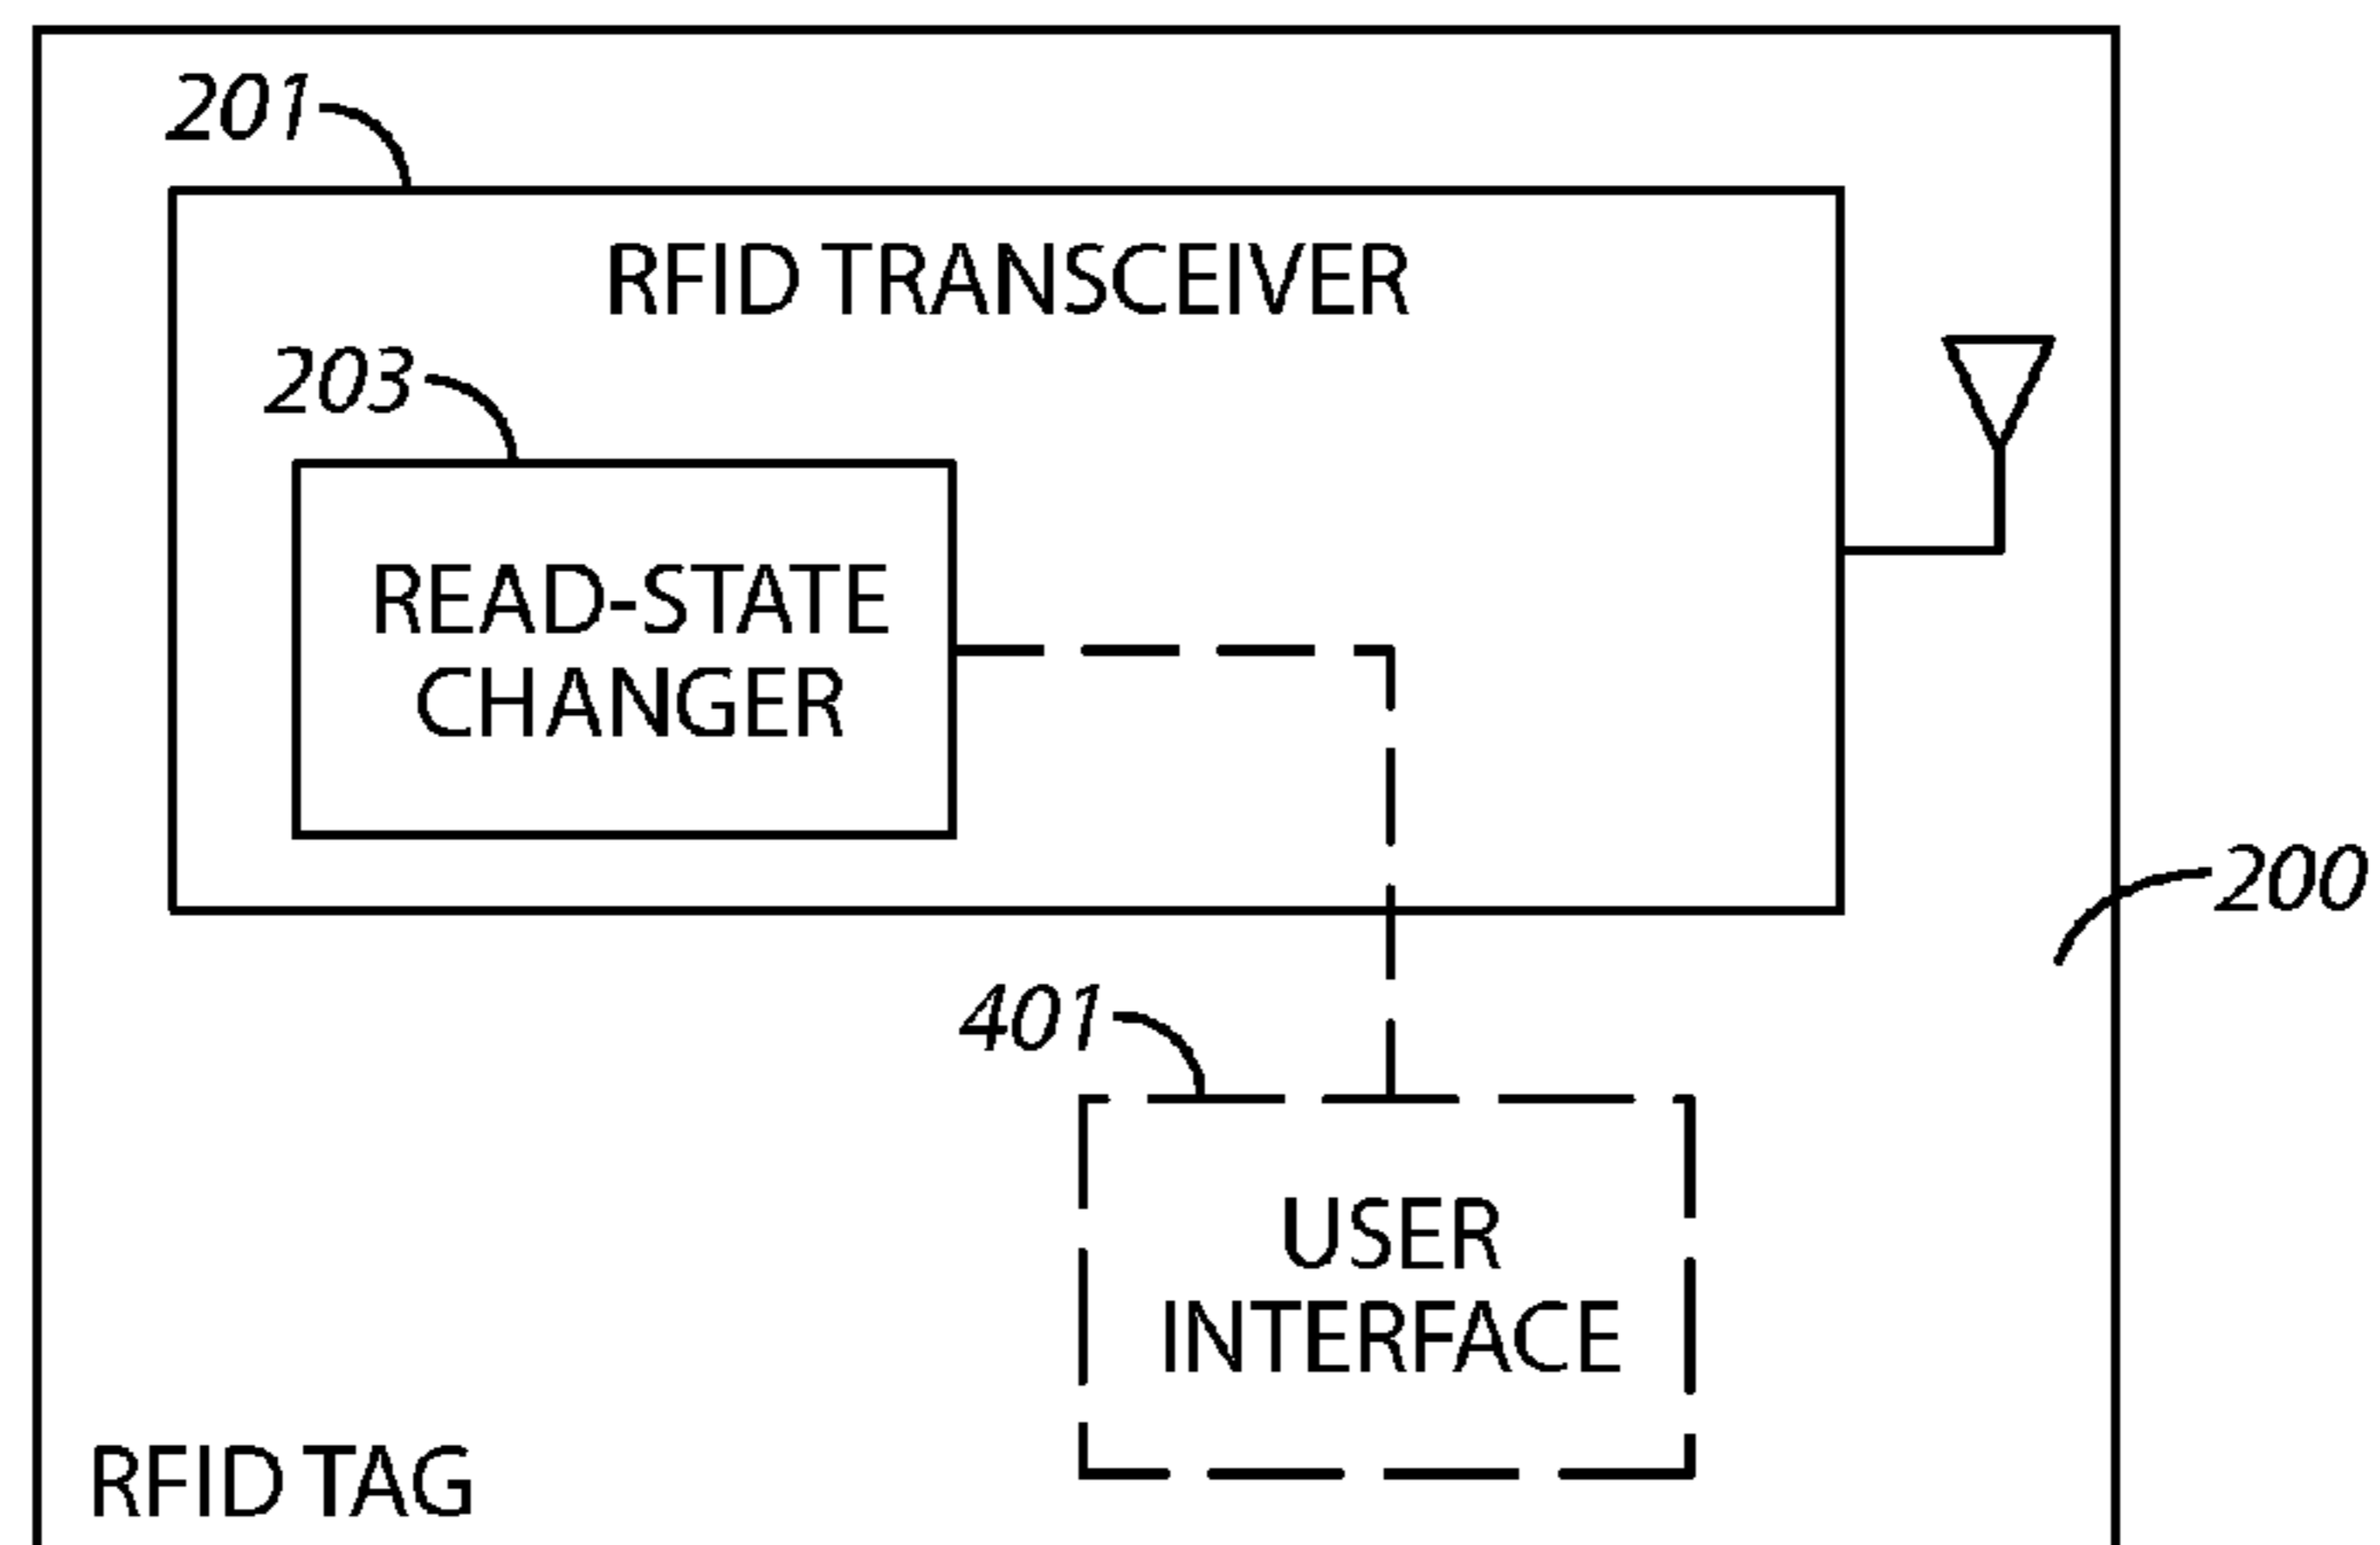 201
RFID TRANSCEIVER
203
READ-STATE
CHANGER
200
401
USER
INTERFACE
RFID TAG